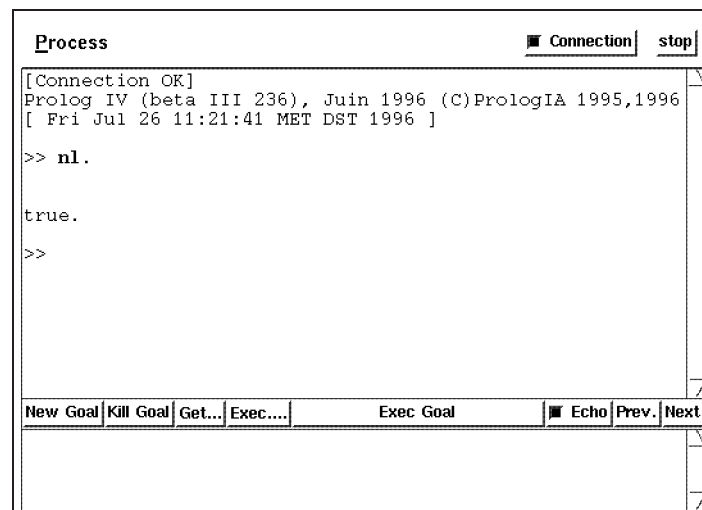 Process Connection stop
[Connection OK]
Prolog IV (beta III 236), Juin 1996 (C)PrologIA 1995,1996
[ Fri Jul 26 11:21:41 MET DST 1996 ]
>> nl.
true.
>>
New Goal Kill Goal Get... Exec.... Exec Goal Echo Prev. Next